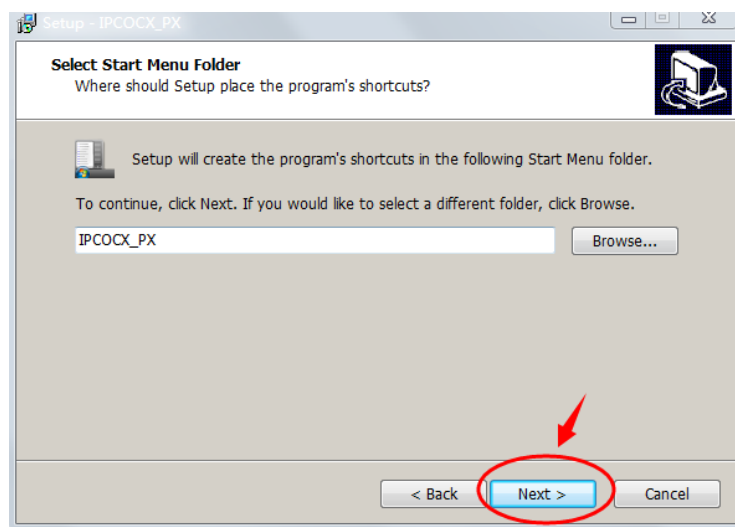 Setup - IPCOCX_PX
Select Start Menu Folder
Where should Setup place the program's shortcuts?
Setup will create the program's shortcuts in the following Start Menu folder.
To continue, click Next. If you would like to select a different folder, click Browse.
IPCOCX_PX
Browse...
< Back
Next >
Cancel